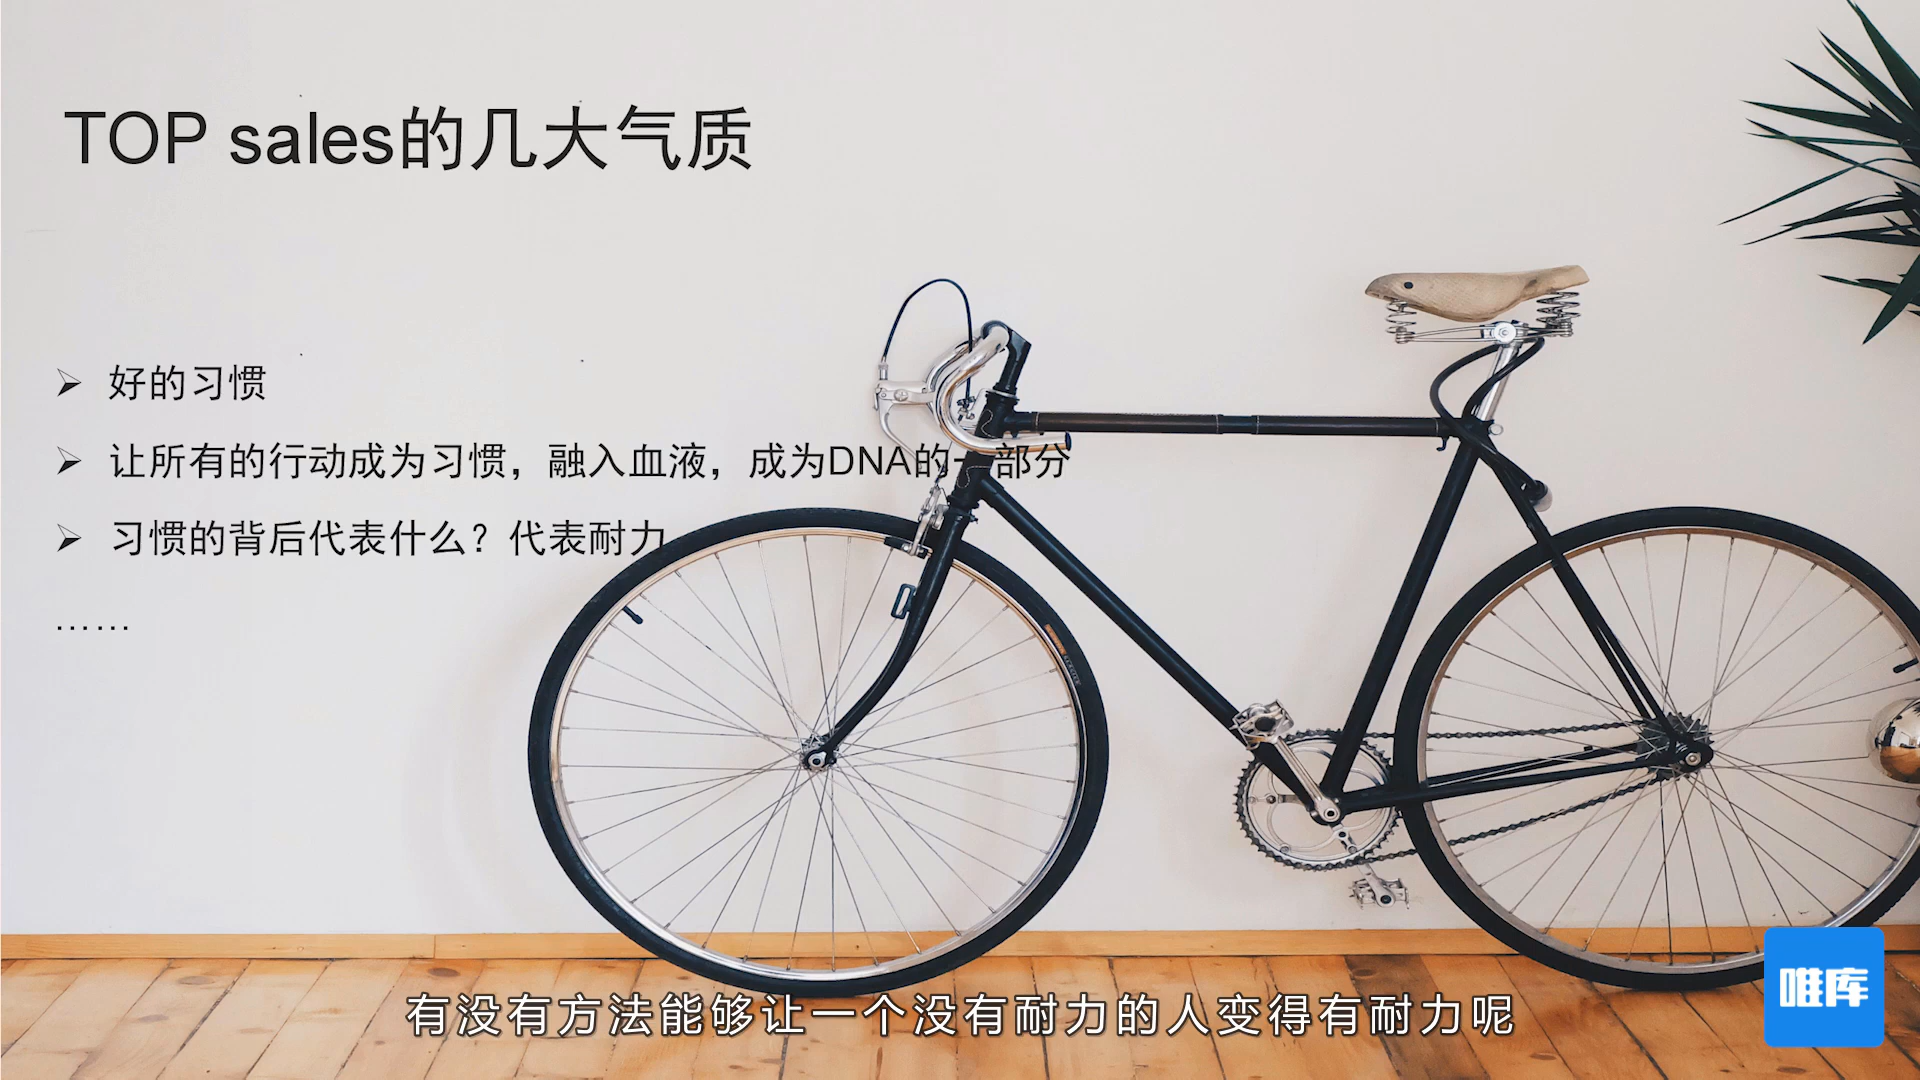 TOP sales的几大气质
➢ 好的习惯
➢ 让所有的行动成为习惯，融入血液，成为DNA的一部分
➢ 习惯的背后代表什么？代表耐力
……
有没有方法能够让一个没有耐力的人变得有耐力呢
唯库